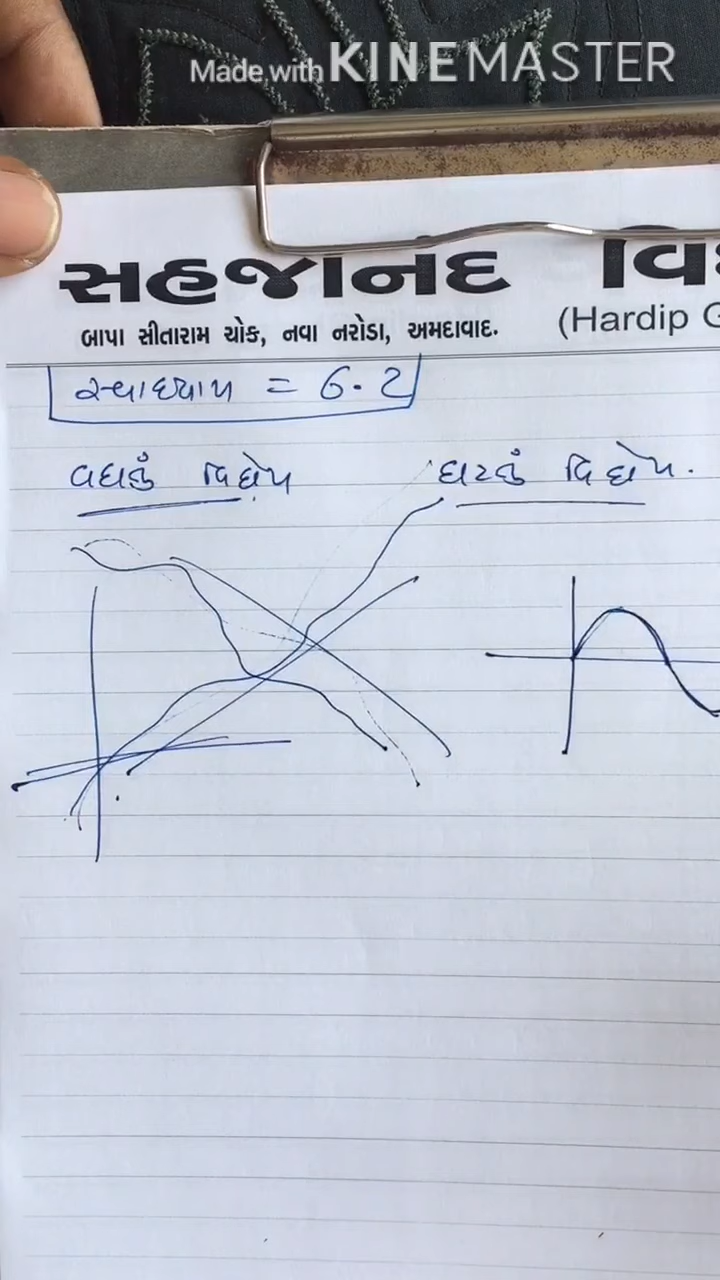 Made with KINEMASTER
સહજાનંદ વિ
બાપા સીતારામ ચોક, નવા નરોડા, અમદાવાદ. (Hardip G
સ્વાધ્યાય = 6.2
વધતું વિધેય ઘટતું વિધેય.